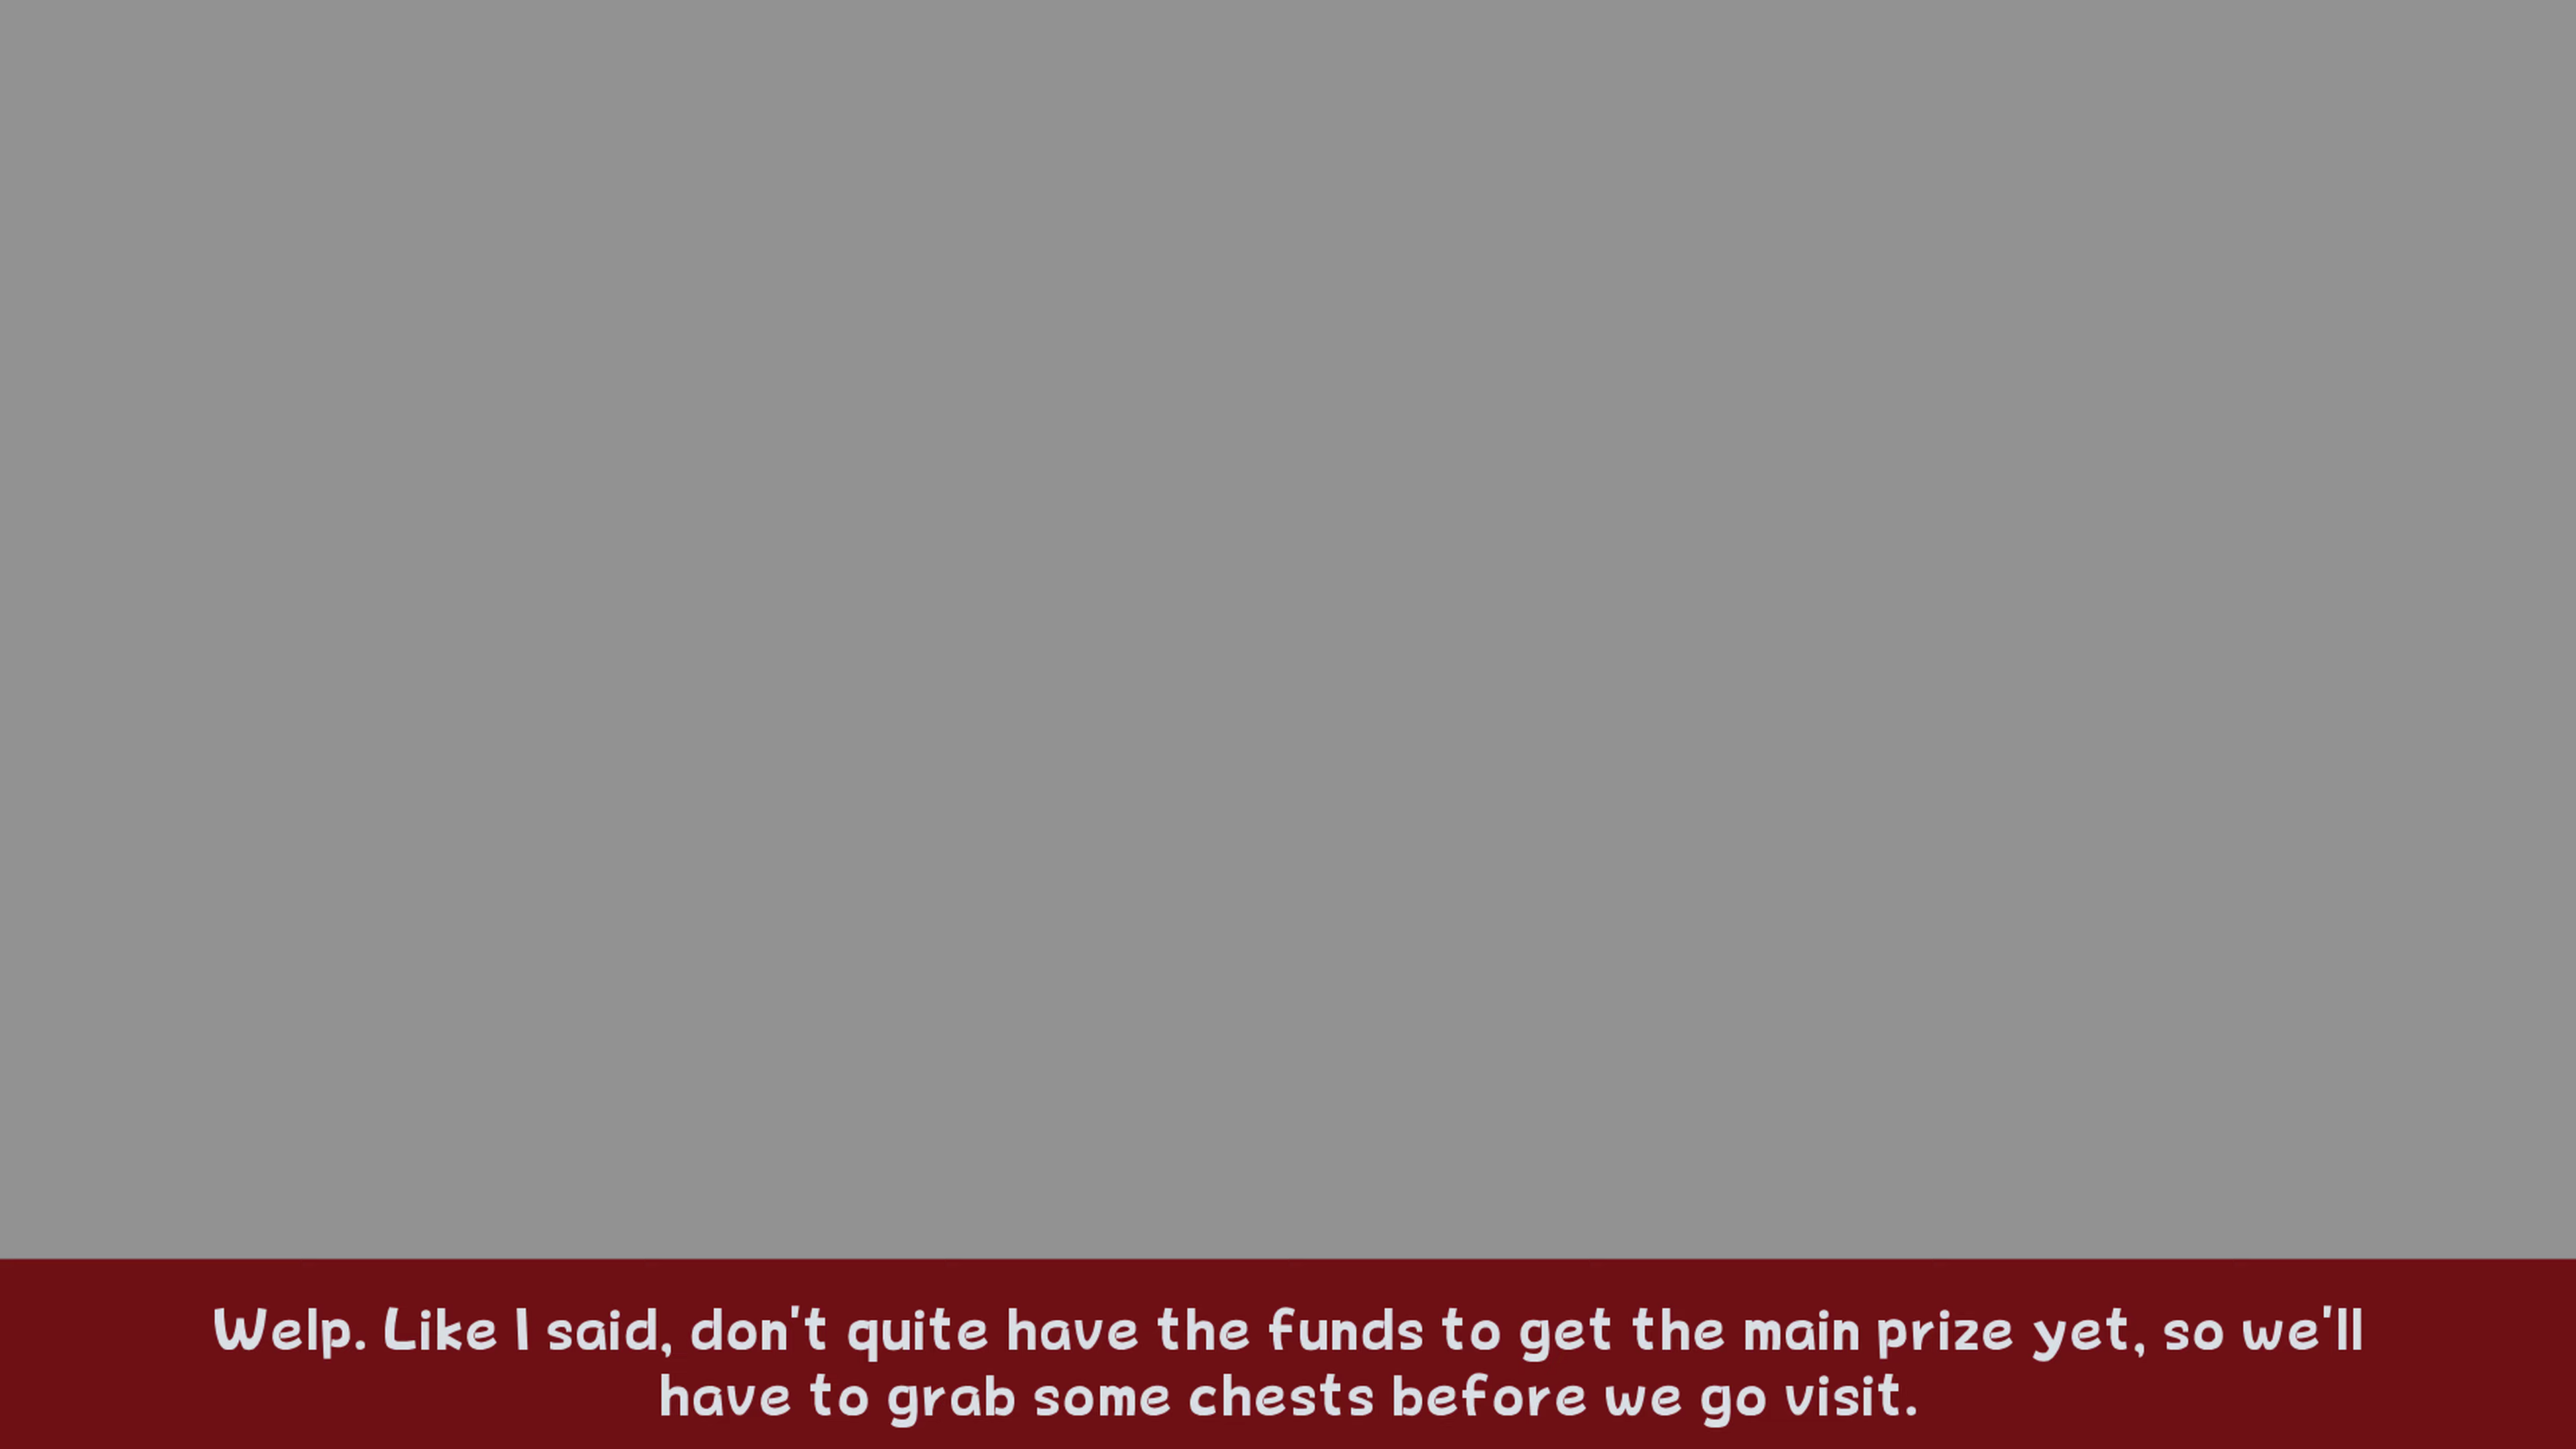 Welp. Like I said, don't quite have the funds to get the main prize yet, so we'll
have to grab some chests before we go visit.